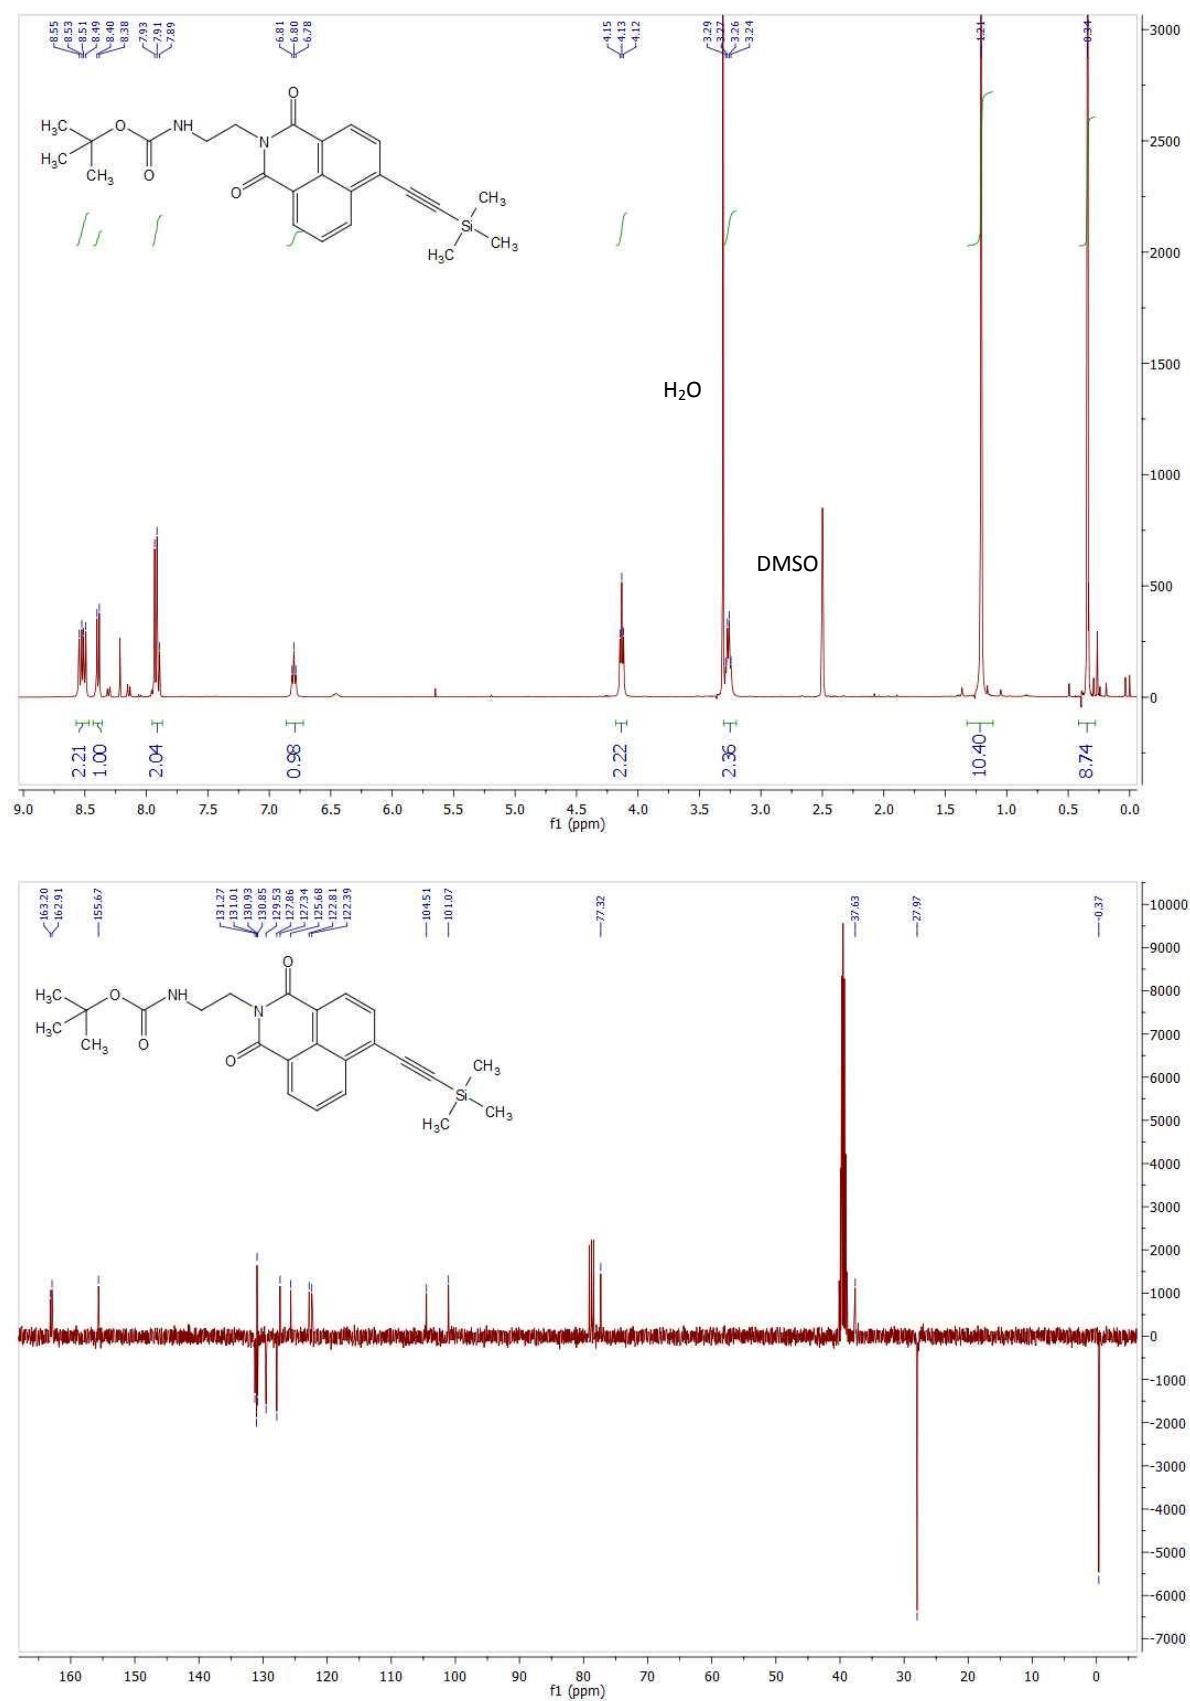 8.55
8.53
8.51
8.49
8.40
8.38
7.93
7.91
7.89
6.81
6.80
6.78
4.15
4.13
4.12
3.29
3.27
3.26
3.24
1.21
0.34
3000
2500
2000
1500
1000
500
0
O
H₃C
O
NH
N
H₃C
CH₃
O
O
CH₃
Si
CH₃
H₃C
H₂O
DMSO
2.21
1.00
2.04
0.98
2.22
2.36
10.40
8.74
9.0 8.5 8.0 7.5 7.0 6.5 6.0 5.5 5.0 4.5 4.0 3.5 3.0 2.5 2.0 1.5 1.0 0.5 0.0
f1 (ppm)
163.20
162.91
155.67
131.27
131.01
130.93
130.85
129.53
127.86
127.34
125.68
122.81
122.39
104.51
101.07
77.32
37.63
27.97
-0.37
10000
9000
8000
7000
6000
5000
4000
3000
2000
1000
0
-1000
-2000
-3000
-4000
-5000
-6000
-7000
O
H₃C
O
NH
N
H₃C
CH₃
O
O
CH₃
Si
CH₃
H₃C
160 150 140 130 120 110 100 90 80 70 60 50 40 30 20 10 0
f1 (ppm)